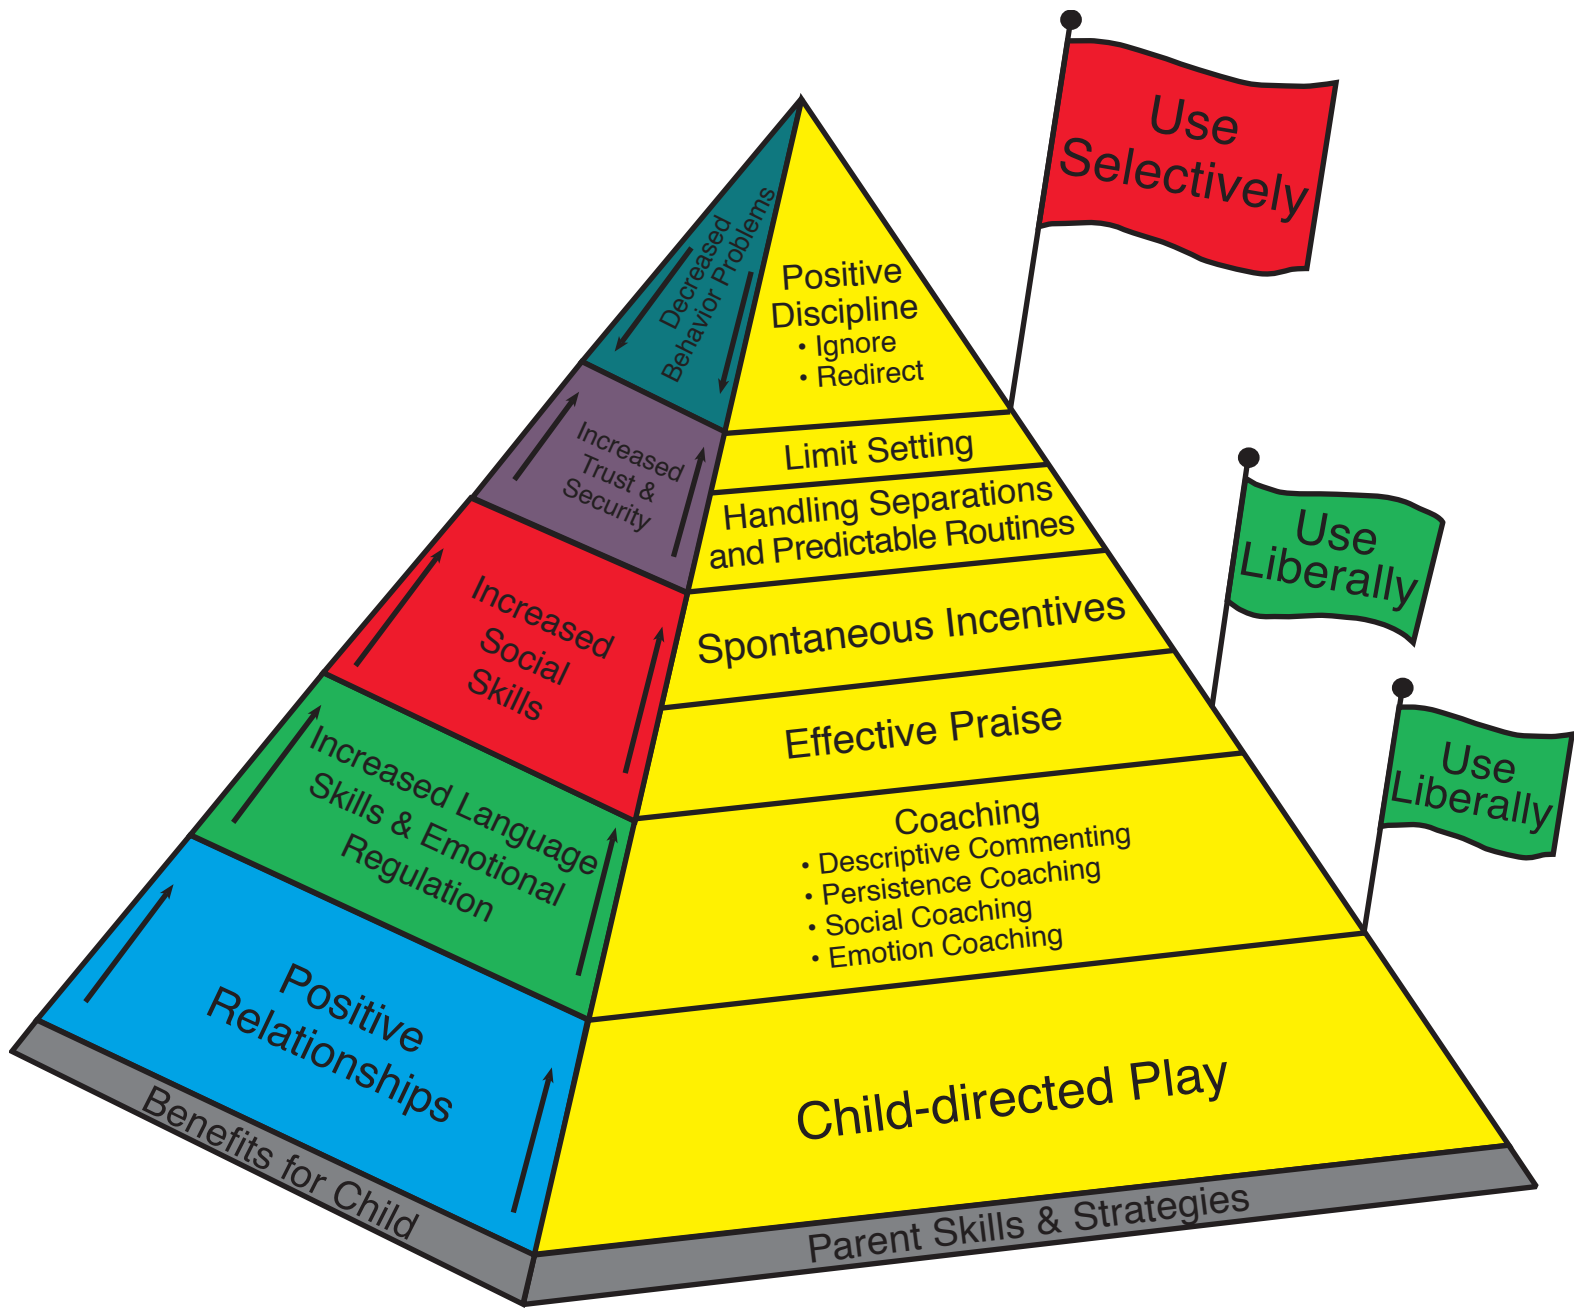 Use
Selectively
Decreased
Behavior Problems
Positive
Discipline
• Ignore
• Redirect
Increased
Trust &
Security
Limit Setting
Handling Separations
and Predictable Routines
Use
Liberally
Increased
Social
Skills
Spontaneous Incentives
Effective Praise
Use
Liberally
Increased Language
Skills & Emotional
Regulation
Coaching
• Descriptive Commenting
• Persistence Coaching
• Social Coaching
• Emotion Coaching
Positive
Relationships
Child-directed Play
Benefits for Child
Parent Skills & Strategies